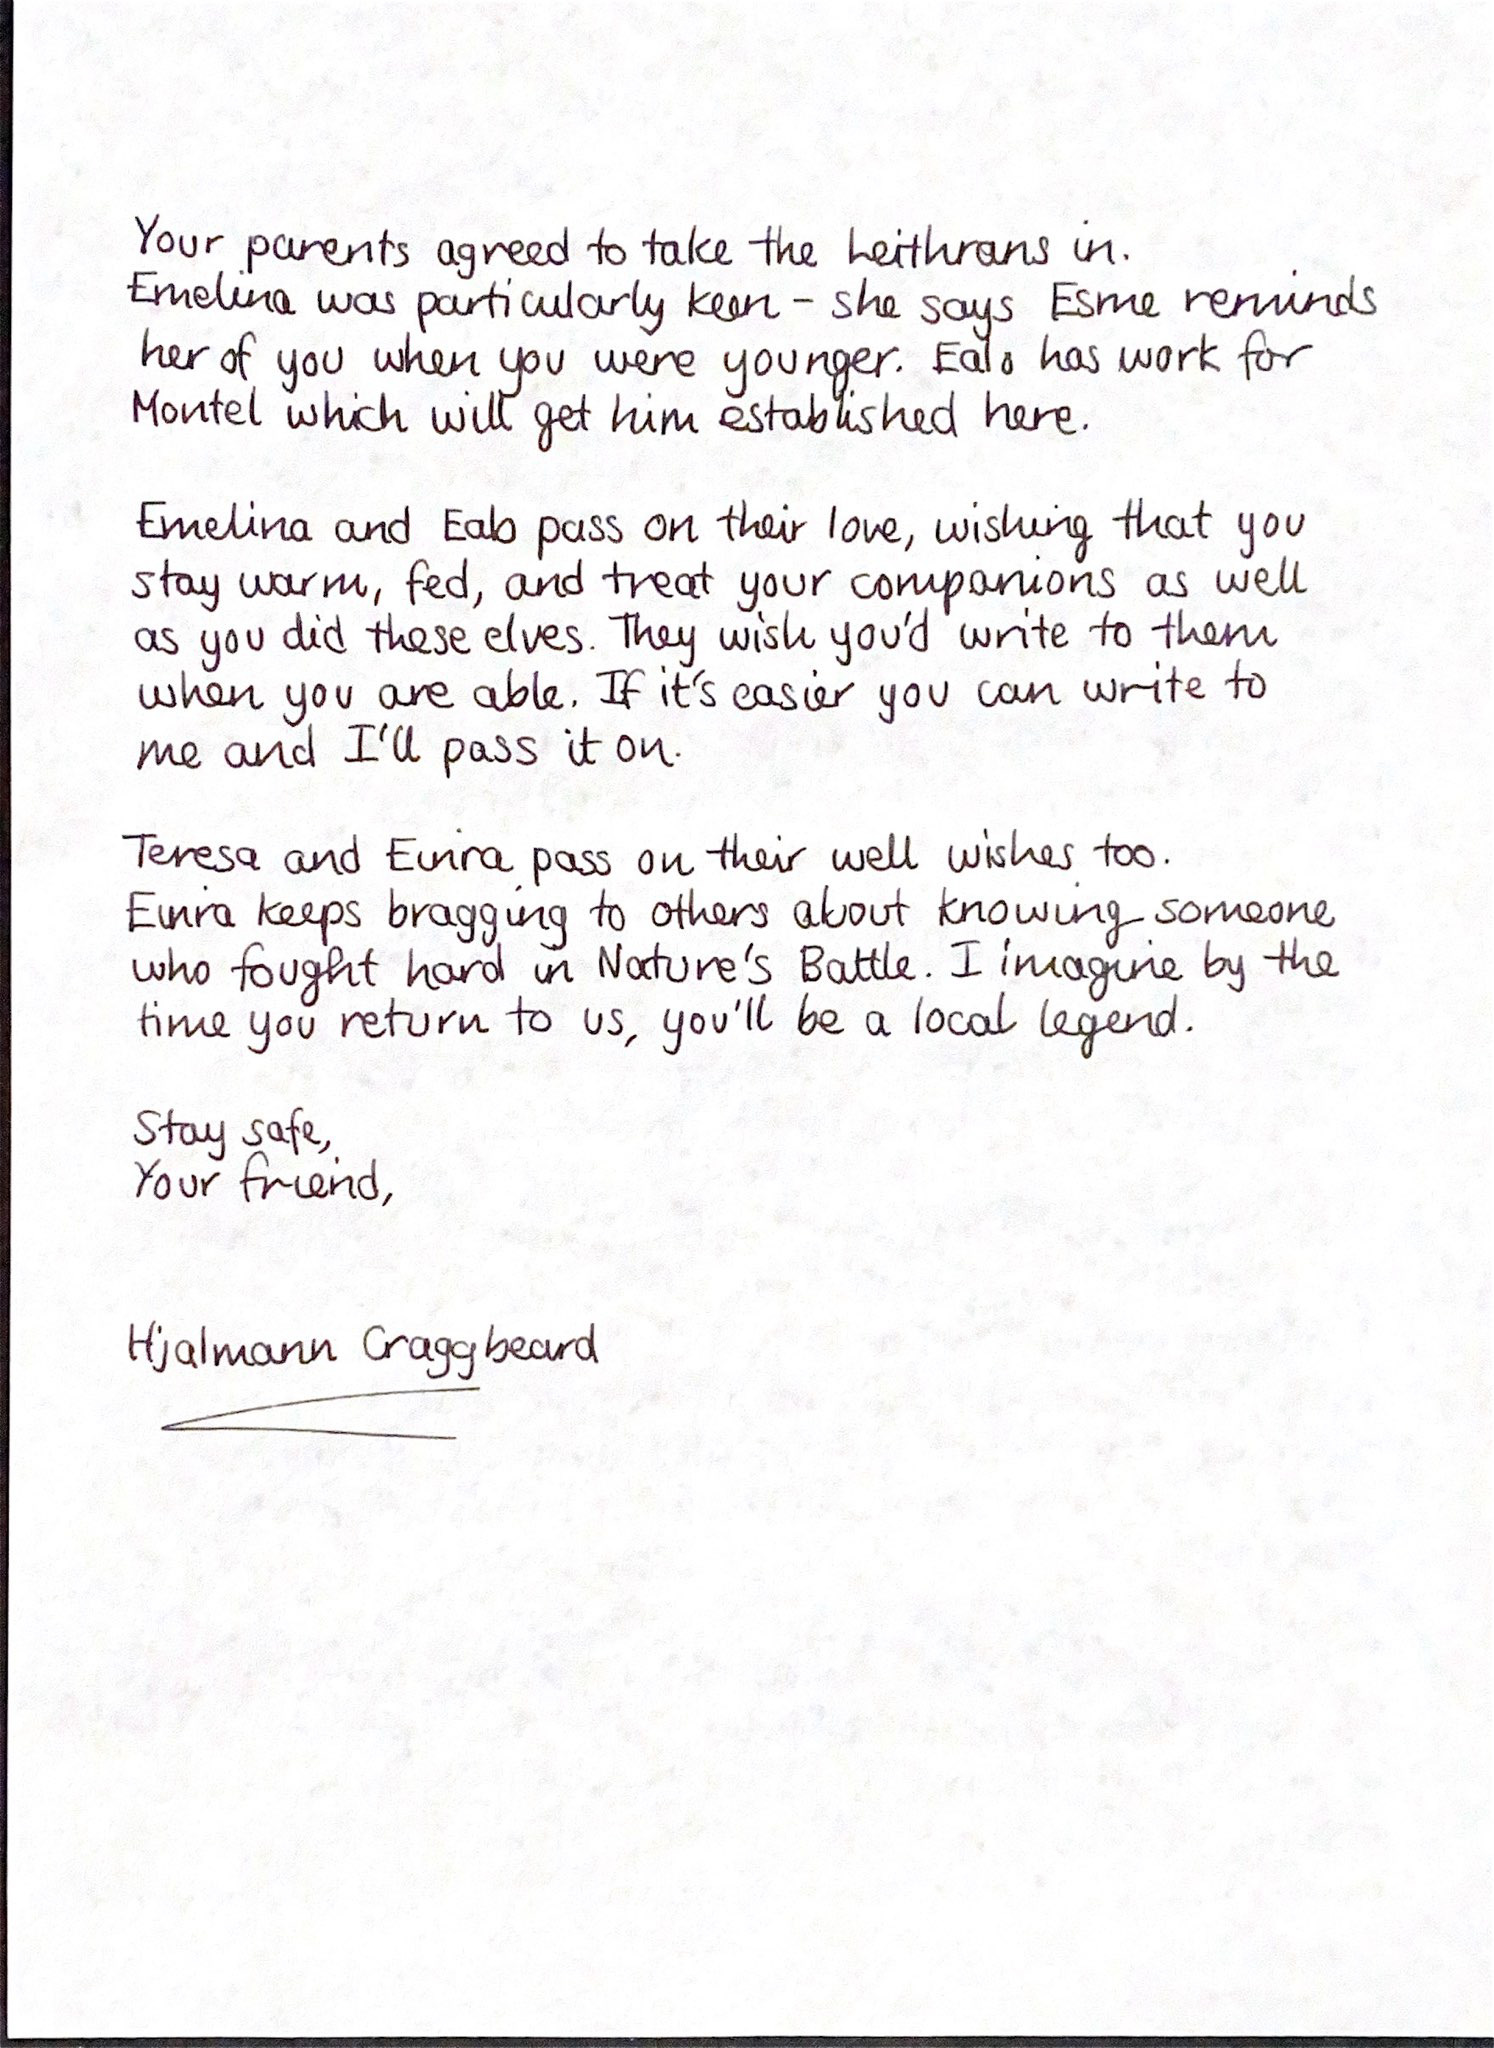 Your parents agreed to take the Leithrans in.
Emelina was particularly keen - she says Esme reminds
her of you when you were younger. Ealo has work for
Montel which will get him established here.
Emelina and Ealo pass on their love, wishing that you
stay warm, fed, and treat your companions as well
as you did these elves. They wish you'd write to them
when you are able. If it's easier you can write to
me and I'll pass it on.
Teresa and Eunira pass on their well wishes too.
Eunira keeps bragging to others about knowing someone
who fought hard in Nature's Battle. I imagine by the
time you return to us, you'll be a local legend.
Stay safe,
Your friend,
Hjalmann Craggbeard